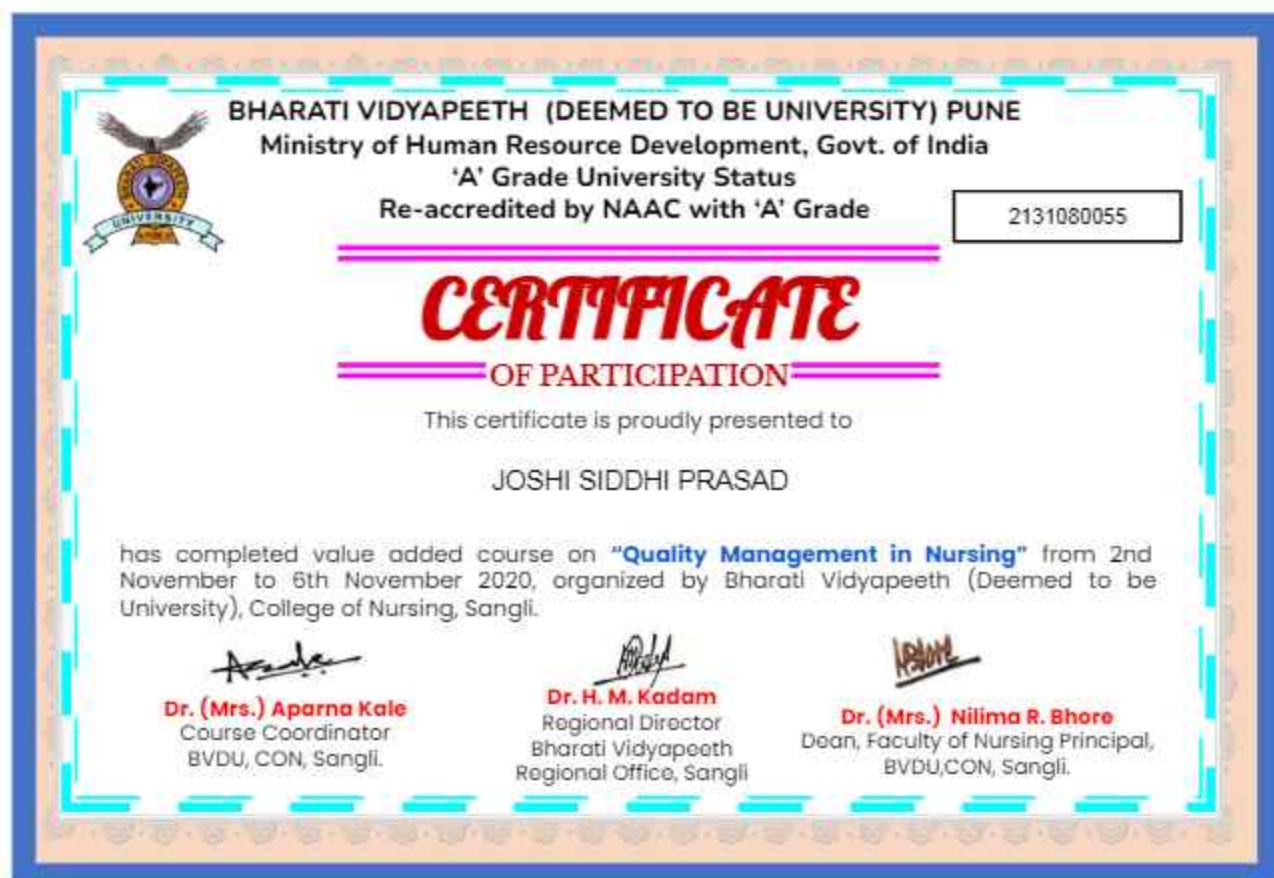 BHARATI VIDYAPEETH (DEEMED TO BE UNIVERSITY) PUNE
Ministry of Human Resource Development, Govt. of India
‘A’ Grade University Status
Re-accredited by NAAC with ‘A’ Grade
2131080055
BHARATI VIDYAPEETH
UNIVERSITY
CERTIFICATE
OF PARTICIPATION
This certificate is proudly presented to
JOSHI SIDDHI PRASAD
has completed value added course on “Quality Management in Nursing” from 2nd
November to 6th November 2020, organized by Bharati Vidyapeeth (Deemed to be
University), College of Nursing, Sangli.
Dr. (Mrs.) Aparna Kale
Course Coordinator
BVDU, CON, Sangli.
Dr. H. M. Kadam
Regional Director
Bharati Vidyapeeth
Regional Office, Sangli
Dr. (Mrs.) Nilima R. Bhore
Dean, Faculty of Nursing Principal,
BVDU,CON, Sangli.